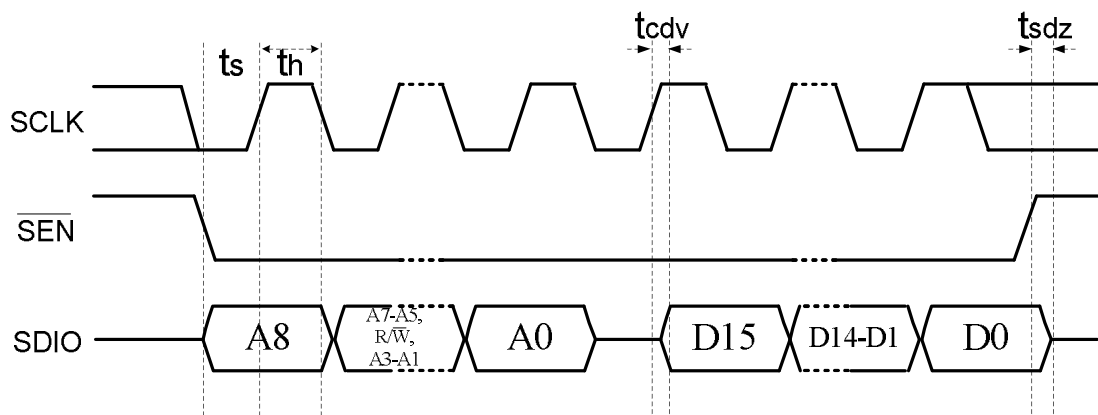 tcdv
tsdz
ts
th
SCLK
SEN
SDIO
A8
A7-A5,
R/W̅,
A3-A1
A0
D15
D14-D1
D0